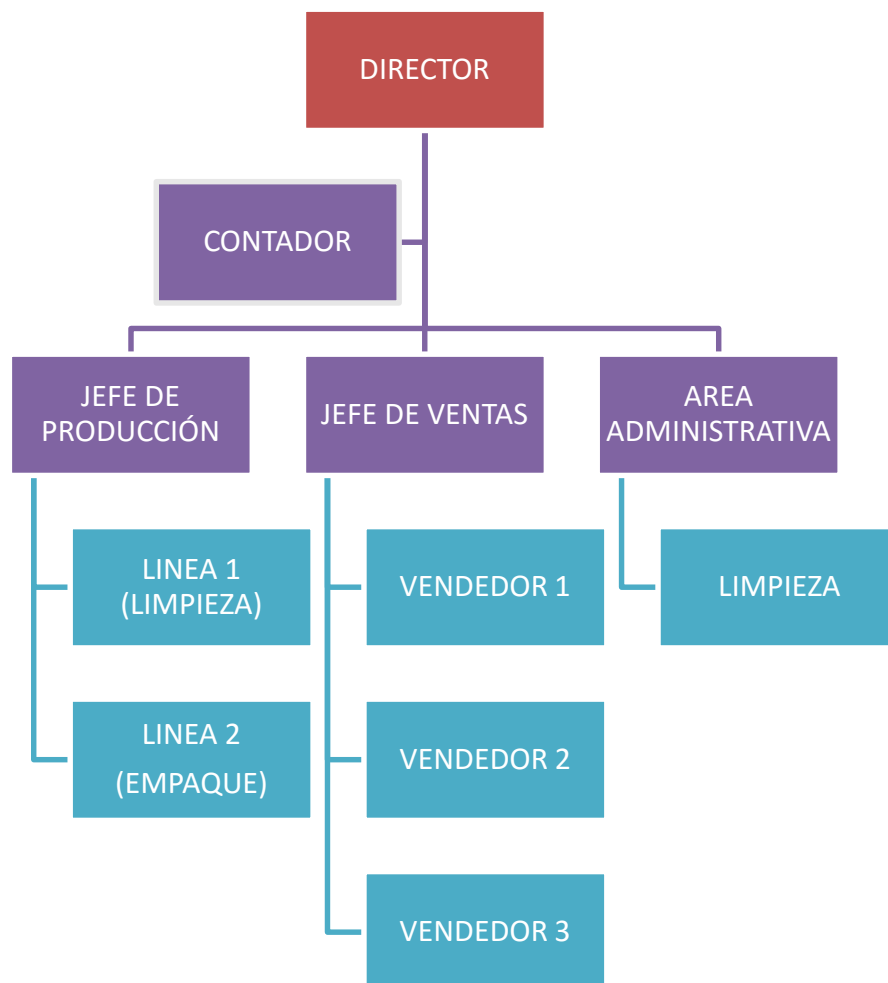 DIRECTOR
CONTADOR
JEFE DE
PRODUCCIÓN
JEFE DE VENTAS
AREA
ADMINISTRATIVA
LINEA 1
(LIMPIEZA)
VENDEDOR 1
LIMPIEZA
LINEA 2
(EMPAQUE)
VENDEDOR 2
VENDEDOR 3